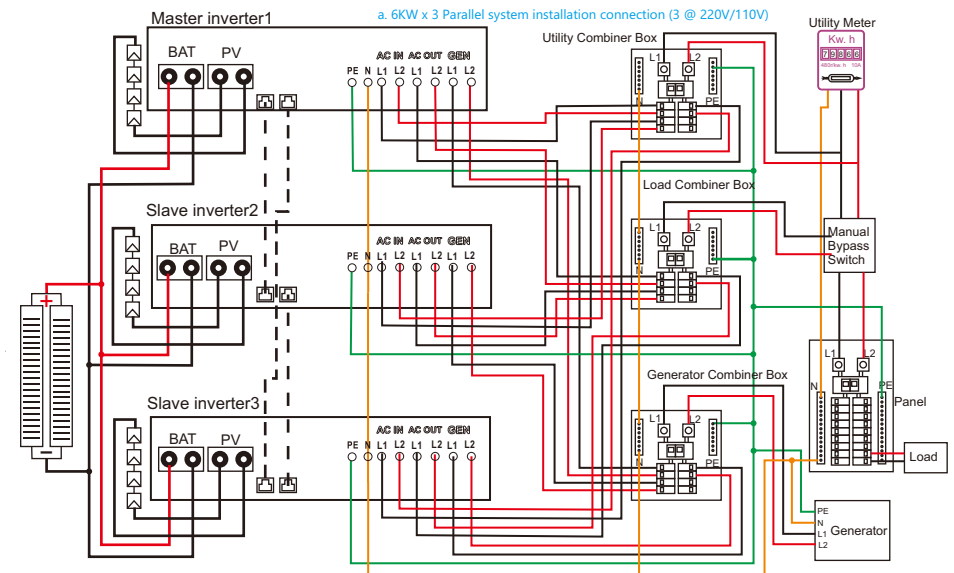 a. 6KW x 3 Parallel system installation connection (3 @ 220V/110V)
Master inverter1
BAT PV
AC IN AC OUT GEN
PE N L1 L2 L1 L2 L1 L2
Utility Combiner Box
L1 L2
N PE
Utility Meter
Kw. h
79866
Load Combiner Box
L1 L2
N PE
Slave inverter2
BAT PV
AC IN AC OUT GEN
PE N L1 L2 L1 L2 L1 L2
Manual
Bypass
Switch
Generator Combiner Box
L1 L2
N PE
Slave inverter3
BAT PV
AC IN AC OUT GEN
PE N L1 L2 L1 L2 L1 L2
+
−
L1 L2
N PE
Panel
Load
PE
N
L1
L2
Generator